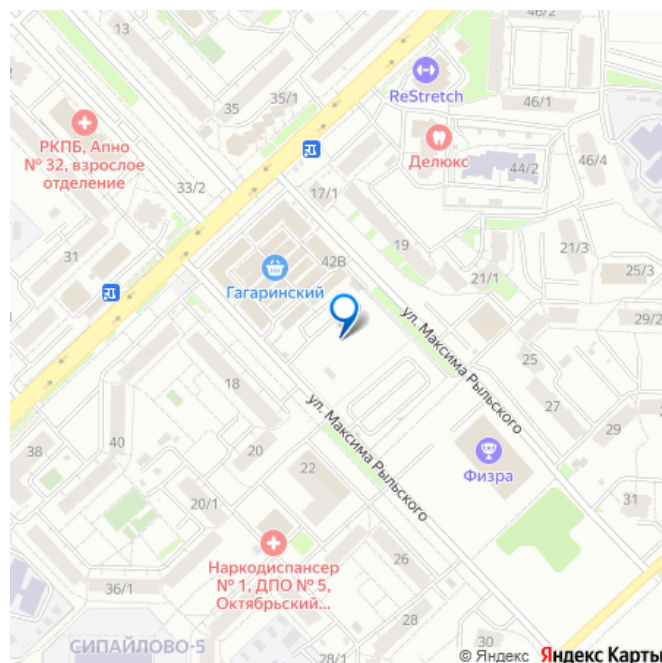 13
46/2
ReStretch
35/1
35
46/1
РКПБ, Апно
№ 32, взрослое
отделение
Делюкс
44/2
46/4
33/2
17/1
31
19
42В
21/3
25/3
21/1
Гагаринский
29/2
ул. Максима Рыльского
25
18
27
29
ул. Максима Рыльского
38
40
20
22
Физра
20/1
31
Наркодиспансер
№ 1, ДПО № 5,
Октябрьский...
26
36/1
28
СИПАЙЛОВО-5
28/1
30
© Яндекс Яндекс Карты